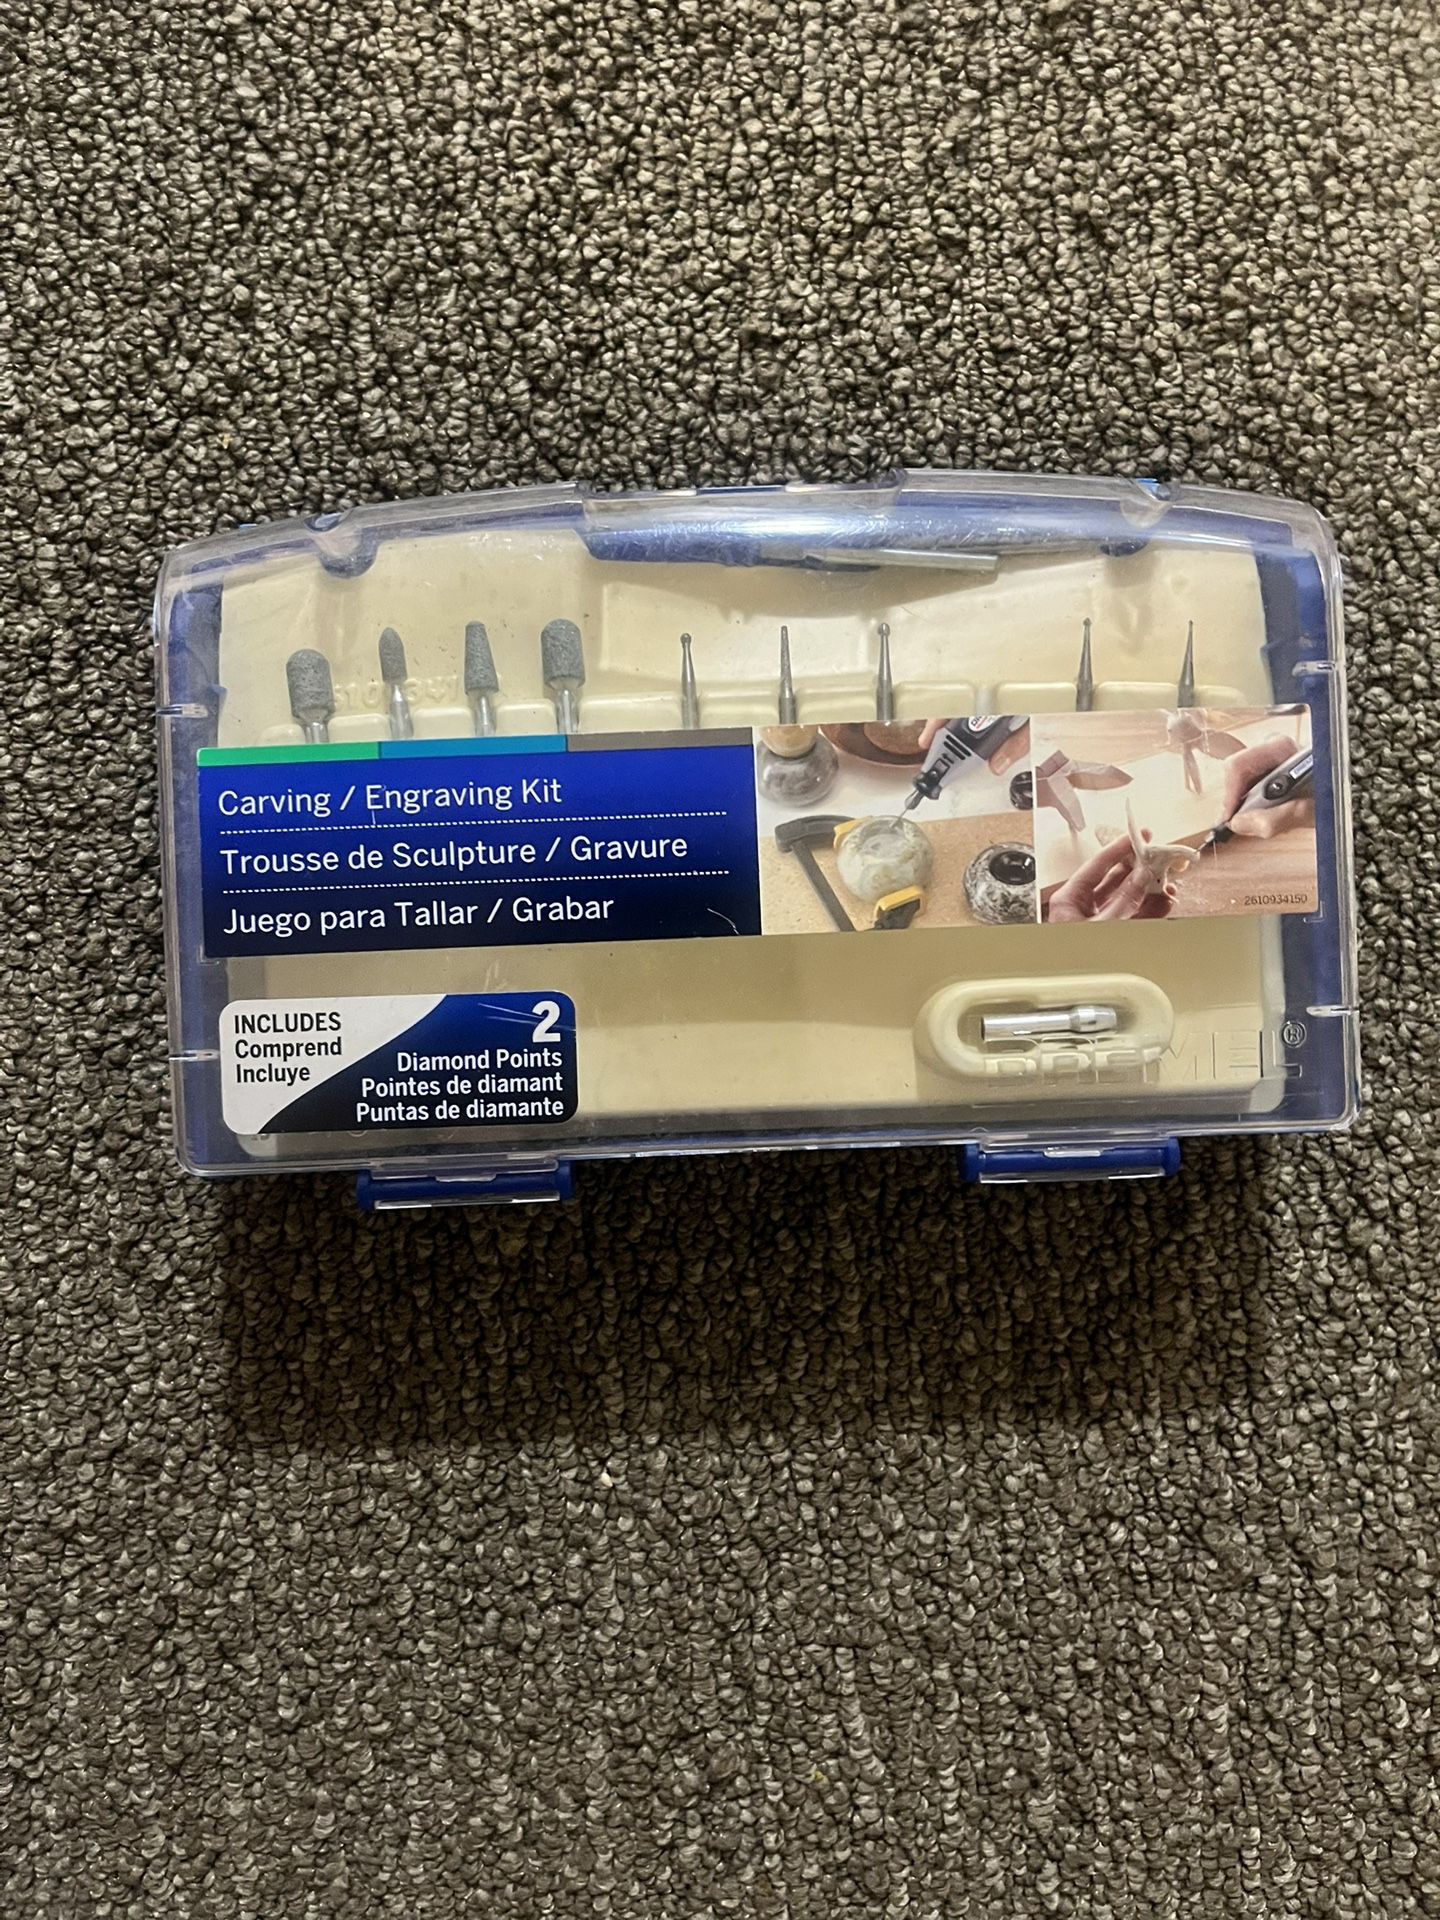 Carving / Engraving Kit
Trousse de Sculpture / Gravure
Juego para Tallar / Grabar
2610934150
INCLUDES
Comprend
Incluye
2
Diamond Points
Pointes de diamant
Puntas de diamante
DREMEL®